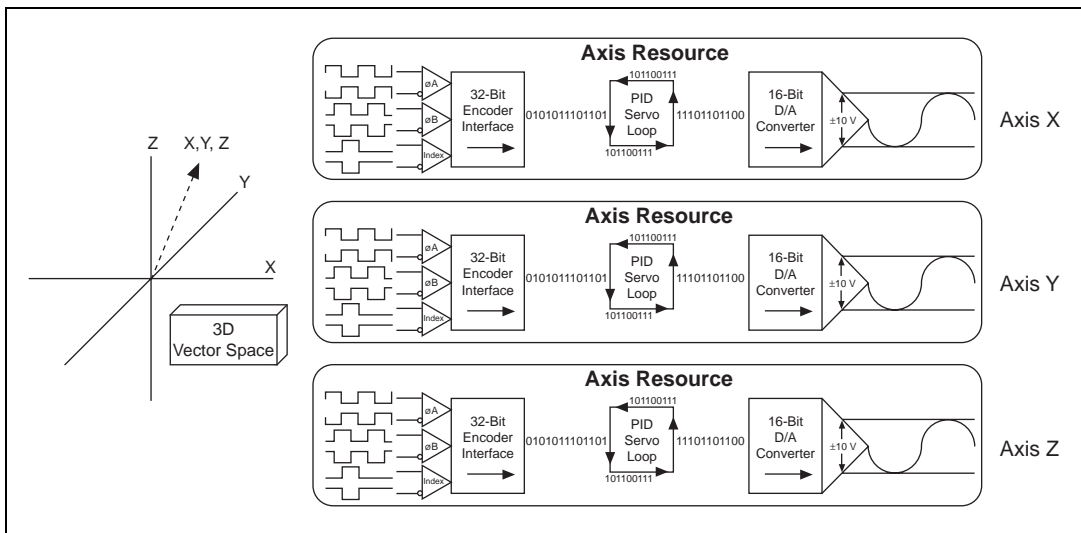 Z
X,Y, Z
Y
X
3D
Vector Space
Axis Resource
øA
øB
Index
32-Bit
Encoder
Interface
0101011101101
101100111
PID
Servo
Loop
101100111
11101101100
16-Bit
D/A
Converter
±10 V
Axis X
Axis Resource
øA
øB
Index
32-Bit
Encoder
Interface
0101011101101
101100111
PID
Servo
Loop
101100111
11101101100
16-Bit
D/A
Converter
±10 V
Axis Y
Axis Resource
øA
øB
Index
32-Bit
Encoder
Interface
0101011101101
101100111
PID
Servo
Loop
101100111
11101101100
16-Bit
D/A
Converter
±10 V
Axis Z